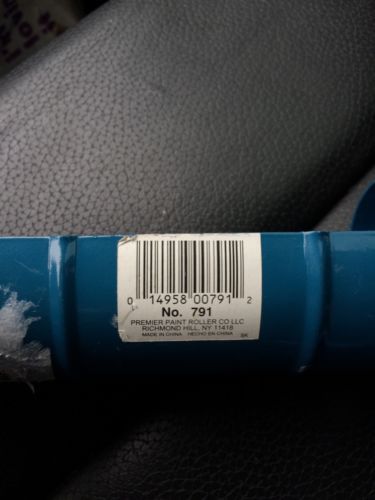 0 14958 00791 2
No. 791
PREMIER PAINT ROLLER CO LLC
RICHMOND HILL, NY 11418
MADE IN CHINA HECHO EN CHINA SK